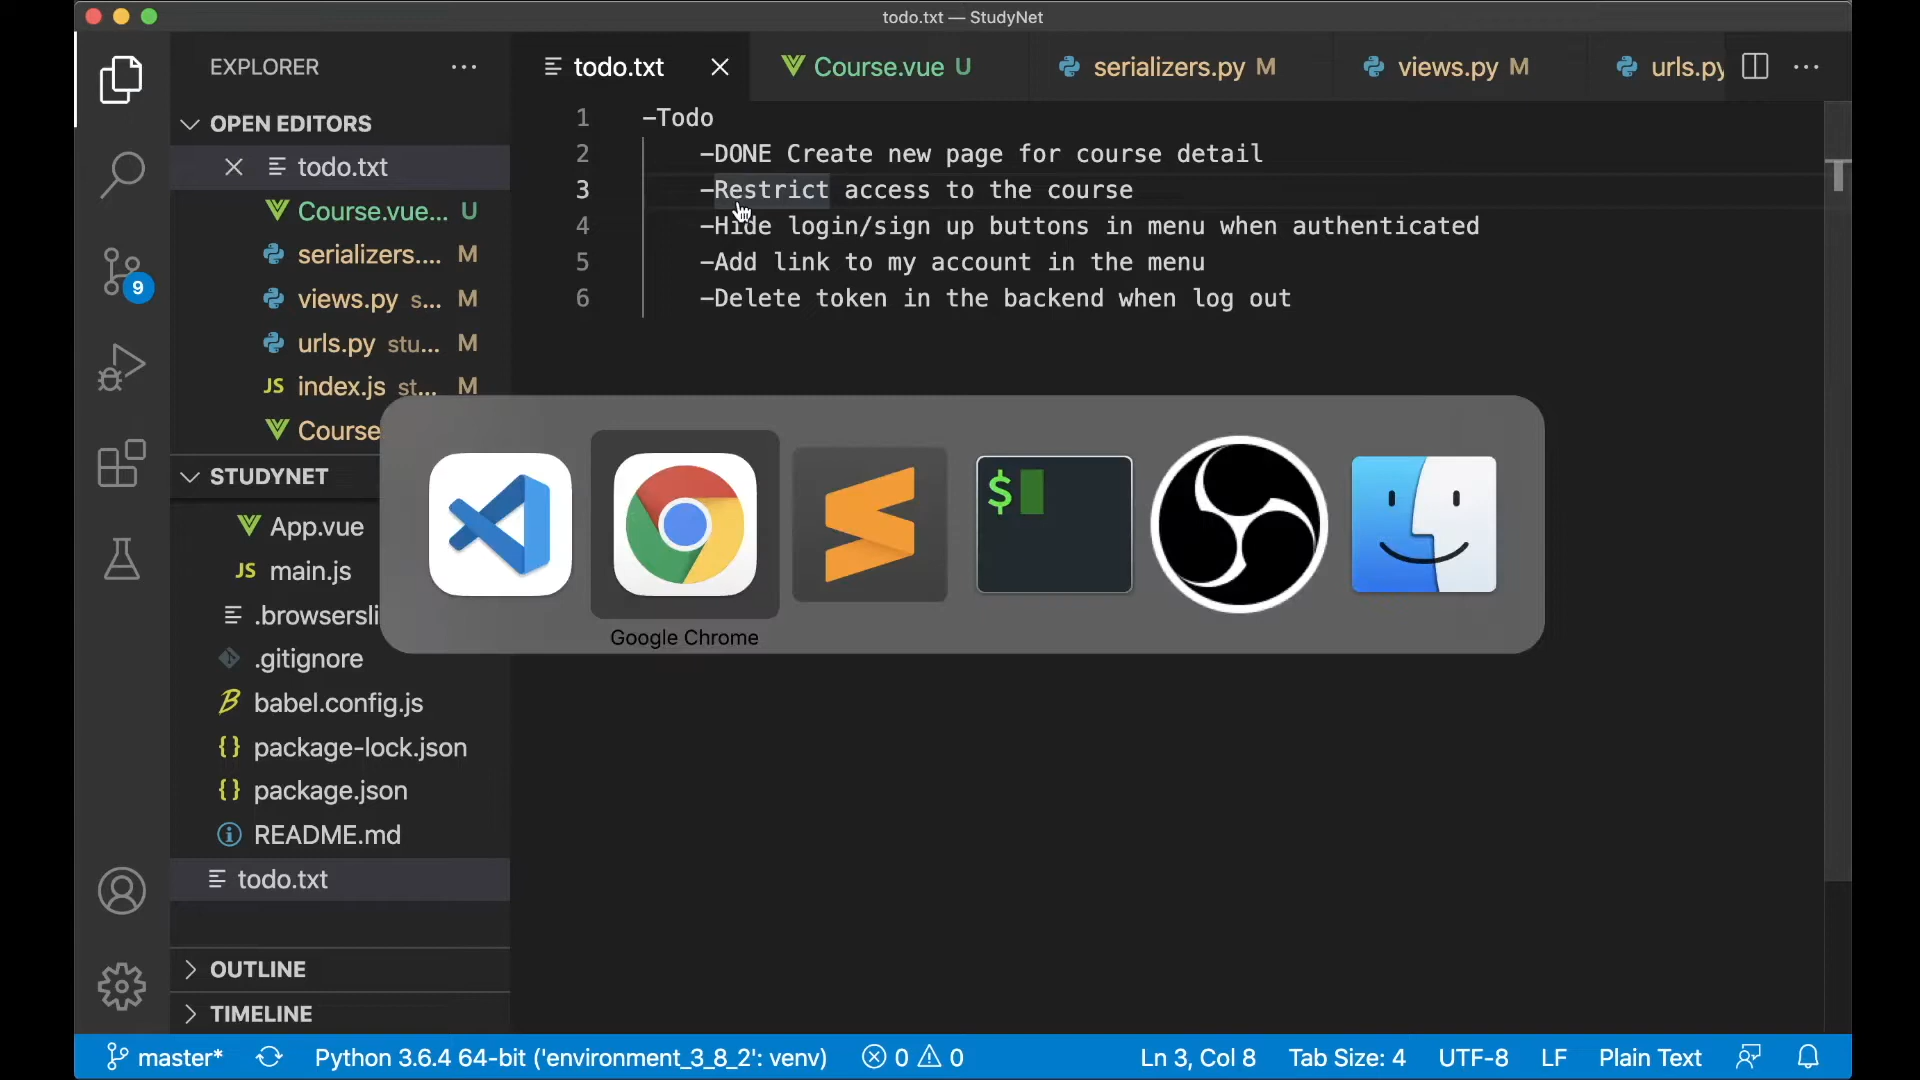 todo.txt — StudyNet
EXPLORER
OPEN EDITORS
todo.txt
Course.vue... U
serializers.... M
views.py s... M
urls.py stu... M
JS index.js st... M
Course
STUDYNET
App.vue
JS main.js
.browsersli
.gitignore
babel.config.js
{} package-lock.json
{} package.json
README.md
todo.txt
OUTLINE
TIMELINE
todo.txt
Course.vue U
serializers.py M
views.py M
urls.py
1 -Todo
2 -DONE Create new page for course detail
3 -Restrict access to the course
4 -Hide login/sign up buttons in menu when authenticated
5 -Add link to my account in the menu
6 -Delete token in the backend when log out
$
Google Chrome
9
master* Python 3.6.4 64-bit ('environment_3_8_2': venv) 0 0 Ln 3, Col 8 Tab Size: 4 UTF-8 LF Plain Text